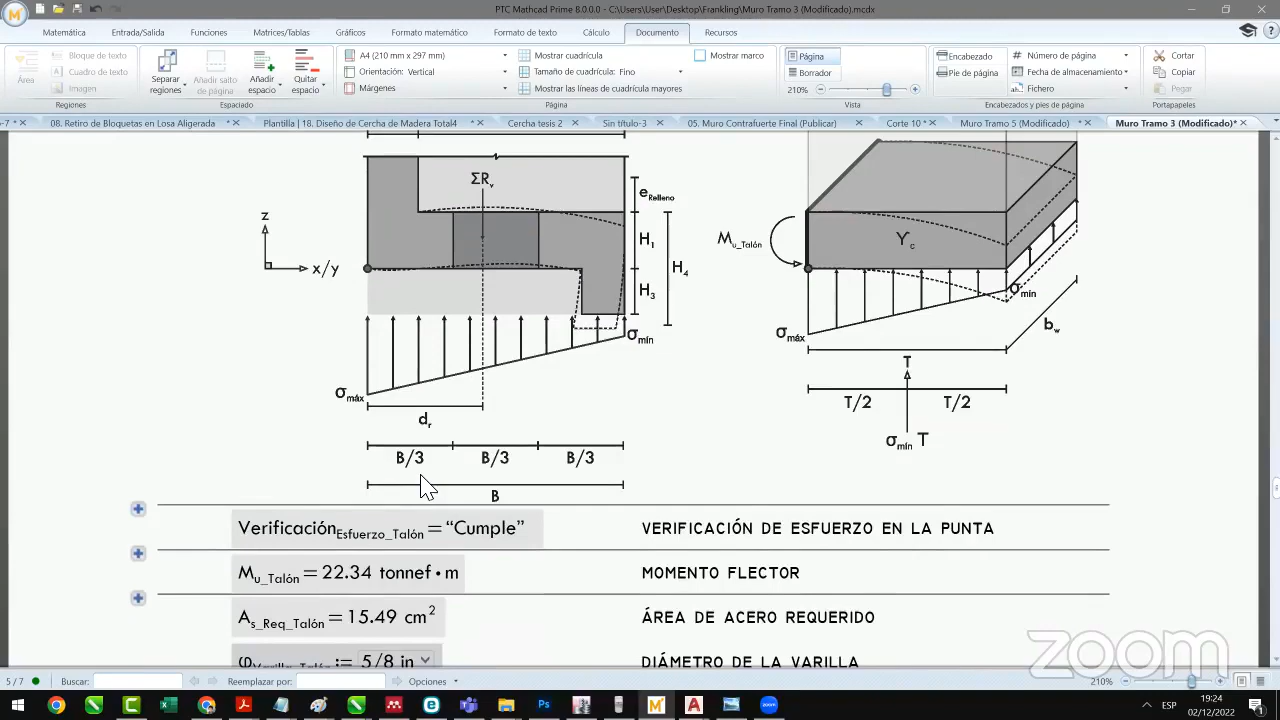 PTC Mathcad Prime 8.0.0.0 - C:\Users\User\Desktop\Frankling\Muro Tramo 3 (Modificado).mcdx
Matemática Entrada/Salida Funciones Matrices/Tablas Gráficos Formato matemático Formato de texto Cálculo Documento Recursos
Área
Bloque de texto
Cuadro de texto
Imagen
Separar regiones
Añadir salto de página
Añadir espacio
Quitar espacio
A4 (210 mm x 297 mm)
Orientación: Vertical
Márgenes
Mostrar cuadrícula
Tamaño de cuadrícula: Fino
Mostrar las líneas de cuadrícula mayores
Mostrar marco
Página
Borrador
210%
Encabezado
Pie de página
Número de página
Fecha de almacenamiento
Fichero
Cortar
Copiar
Pegar
Regiones Espaciado Página Vista Encabezados y pies de página Portapapeles
-7 * 08. Retiro de Bloquetas en Losa Aligerada * Plantilla | 18. Diseño de Cercha de Madera Total4 * Cercha tesis 2 Sin título-3 * 05. Muro Contrafuerte Final (Publicar) Corte 10 * Muro Tramo 5 (Modificado) * Muro Tramo 3 (Modificado)*
ΣRv
eRelleno
z
x/y
H1
H4
H3
σmín
σmáx
dr
B/3 B/3 B/3
B
Mu_Talón
ϒc
σmín
σmáx
bw
T
T/2 T/2
σmín T
VerificaciónEsfuerzo_Talón = “Cumple” VERIFICACIÓN DE ESFUERZO EN LA PUNTA
Mu_Talón = 22.34 tonnef • m MOMENTO FLECTOR
As_Req_Talón = 15.49 cm2 ÁREA DE ACERO REQUERIDO
φVarilla_Talón := 5/8 in DIÁMETRO DE LA VARILLA
zoom
5 / 7 Buscar: Reemplazar por: Opciones 210%
ESP
19:24
02/12/2022